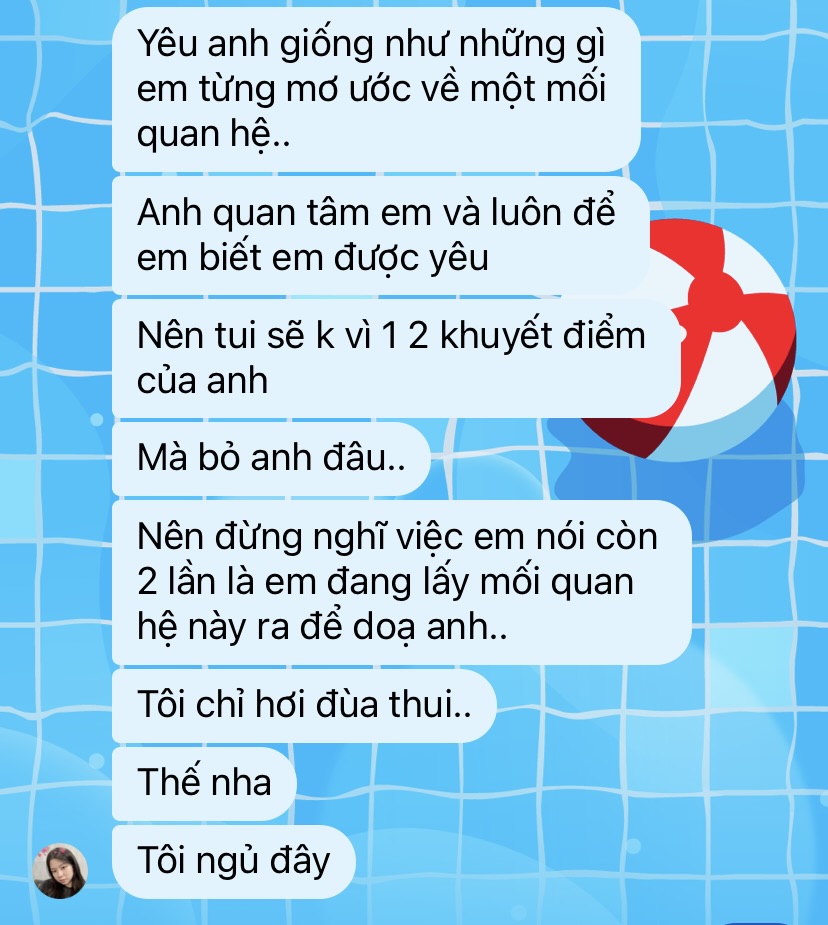 Yêu anh giống như những gì
em từng mơ ước về một mối
quan hệ..
Anh quan tâm em và luôn để
em biết em được yêu
Nên tui sẽ k vì 1 2 khuyết điểm
của anh
Mà bỏ anh đâu..
Nên đừng nghĩ việc em nói còn
2 lần là em đang lấy mối quan
hệ này ra để doạ anh..
Tôi chỉ hơi đùa thui..
Thế nha
Tôi ngủ đây